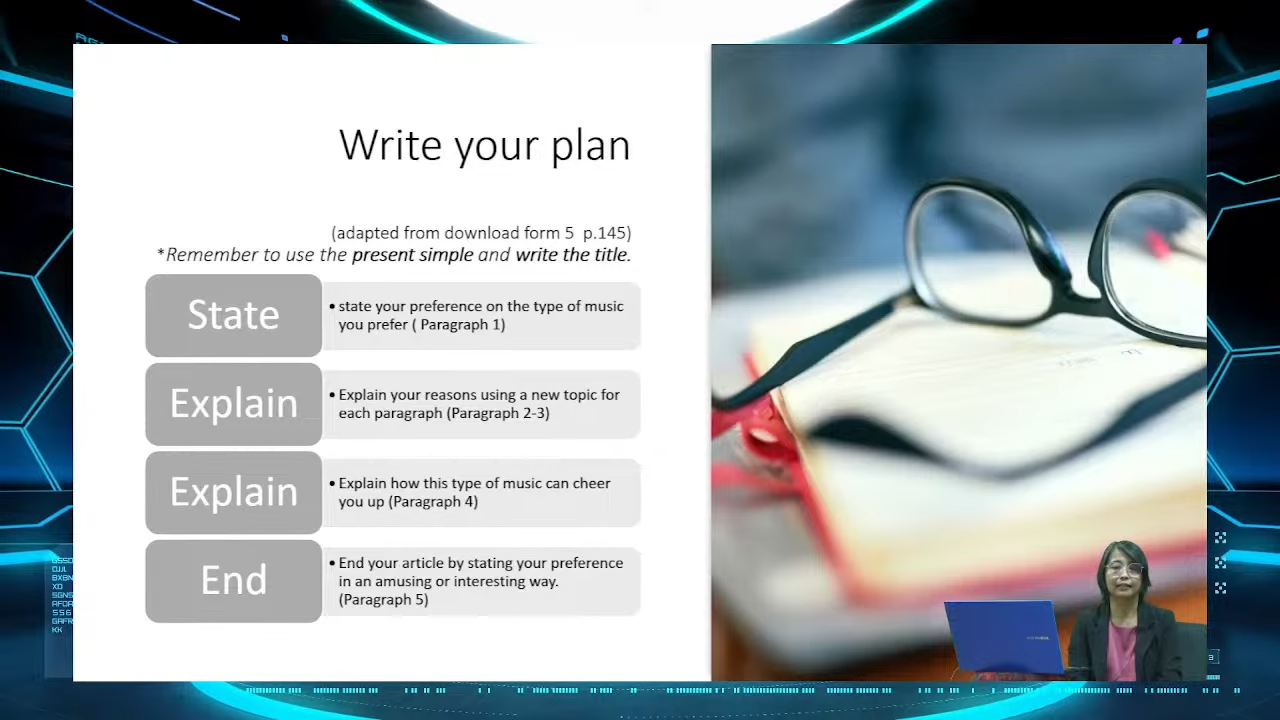 Write your plan
(adapted from download form 5 p.145)
*Remember to use the present simple and write the title.
State
• state your preference on the type of music
you prefer ( Paragraph 1)
Explain
• Explain your reasons using a new topic for
each paragraph (Paragraph 2-3)
Explain
• Explain how this type of music can cheer
you up (Paragraph 4)
End
• End your article by stating your preference
in an amusing or interesting way.
(Paragraph 5)